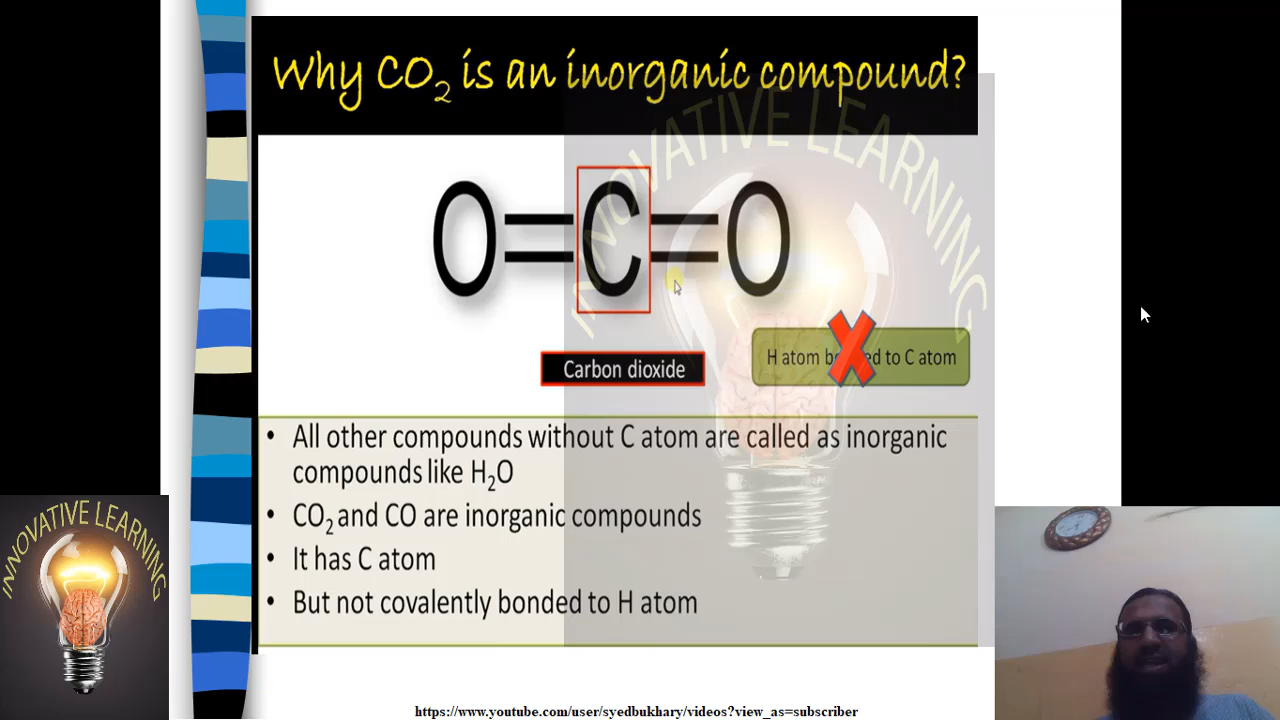 Why CO₂ is an inorganic compound?
INNOVATIVE LEARNING
O=C=O
Carbon dioxide
H atom bo ed to C atom
• All other compounds without C atom are called as inorganic
compounds like H₂O
• CO₂ and CO are inorganic compounds
• It has C atom
• But not covalently bonded to H atom
INNOVATIVE LEARNING
https://www.youtube.com/user/syedbukhary/videos?view_as=subscriber